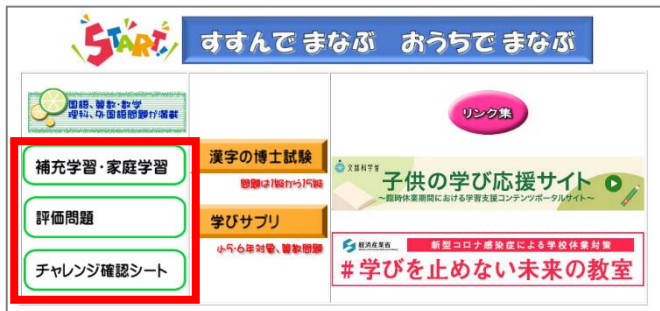 START
すすんで まなぶ おうちで まなぶ
国語、算数・数学
理科、外国語問題が満載
補充学習・家庭学習
評価問題
チャレンジ確認シート
漢字の博士試験
問題は1級から15級
学びサプリ
小5・6年対象、算数問題
リンク集
文部科学省
子供の学び応援サイト
～臨時休業期間における学習支援コンテンツポータルサイト～
経済産業省
新型コロナ感染症による学校休業対策
#学びを止めない未来の教室